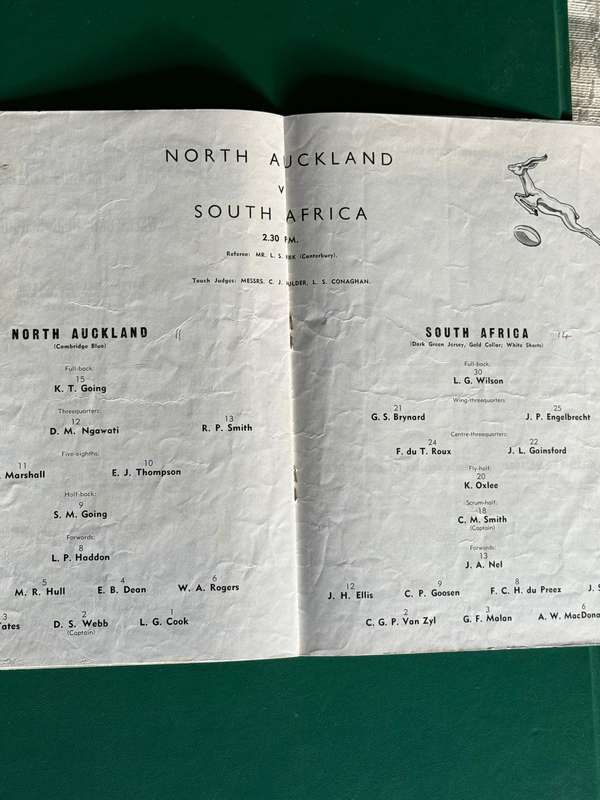 NORTH AUCKLAND
V
SOUTH AFRICA
2.30 P.M.
Referee: MR. L. S. (Canterbury).
Touch Judges: MESSRS. C. J. L. S. CONAGHAN.
NORTH AUCKLAND 11
(Cambridge Blue)
Full-back:
15
K. T. Going
Threequarters:
12
D. M. Ngawati
13
R. P. Smith
Five-eighths:
11
Marshall
10
E. J. Thompson
Half-back:
9
S. M. Going
Forwards:
8
L. P. Haddon
5
M. R. Hull
4
E. B. Dean
6
W. A. Rogers
3
2
D. S. Webb
(Captain)
1
L. G. Cook
SOUTH AFRICA 14
(Dark Green Jersey, Gold Collar; White Shorts)
Full-back:
30
L. G. Wilson
Wing-threequarters:
21
G. S. Brynard
25
J. P. Engelbrecht
Centre-threequarters:
24
F. du T. Roux
22
J. L. Gainsford
Fly-half:
20
K. Oxlee
Scrum-half:
18
C. M. Smith
(Captain)
Forwards:
13
J. A. Nel
12
J. H. Ellis
9
C. P. Goosen
8
F. C. H. du Preez
J.
2
C. G. P. Van Zyl
3
G. F. Malan
6
A. W. MacDona